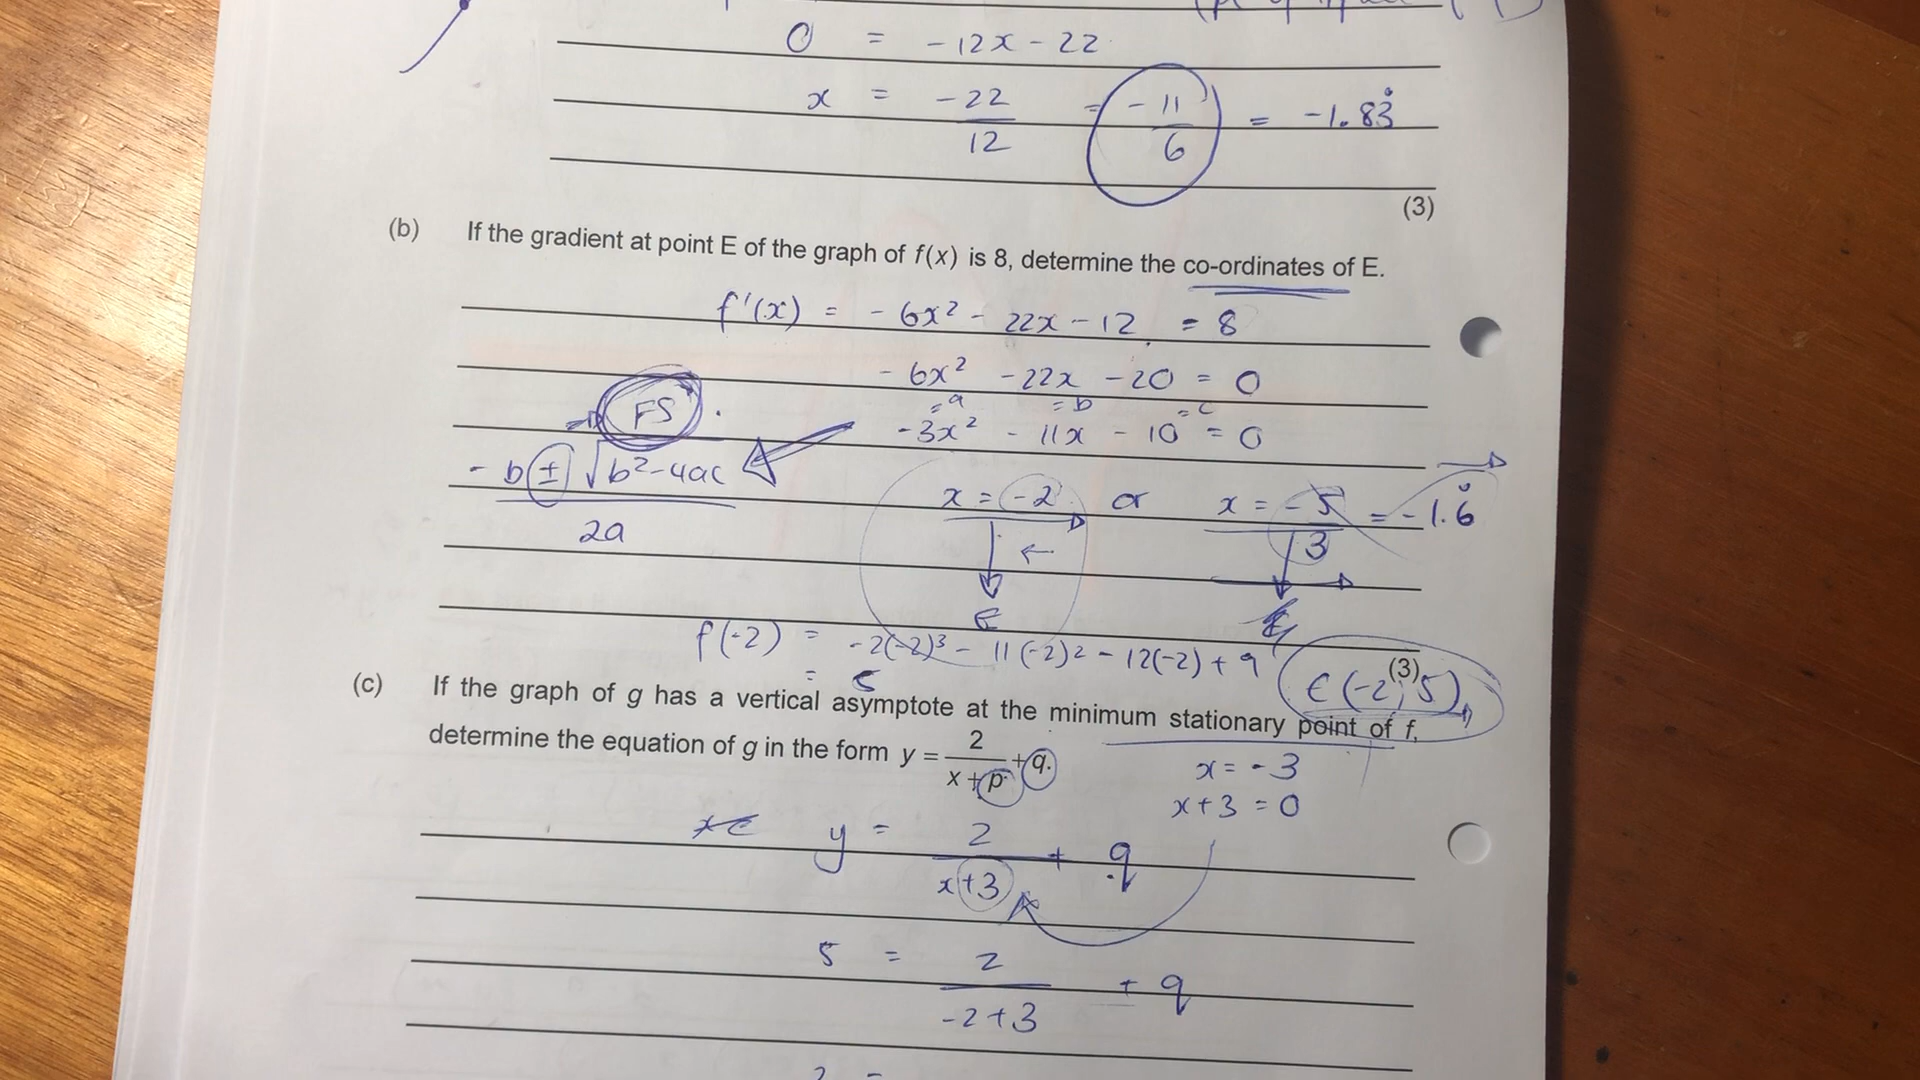 0 = -12x - 22
x = -22/12 = -11/6 = -1.83̇
(3)
(b) If the gradient at point E of the graph of f(x) is 8, determine the co-ordinates of E.
f'(x) = - 6x² - 22x - 12 = 8
- 6x² - 22x - 20 = 0
FS
=a =b =c
-3x² - 11x - 10 = 0
- b ± √b²-4ac
2a
x = -2 or x = -5/3 = -1.6̇
E
f(-2) = -2(-2)³ - 11(-2)² - 12(-2) + 9
(3)
= 5
E(-2; 5)
(c) If the graph of g has a vertical asymptote at the minimum stationary point of f,
determine the equation of g in the form y = 2/(x + p) + q.
x = -3
x + 3 = 0
y = 2/(x+3) + q
5 = 2/(-2+3) + q